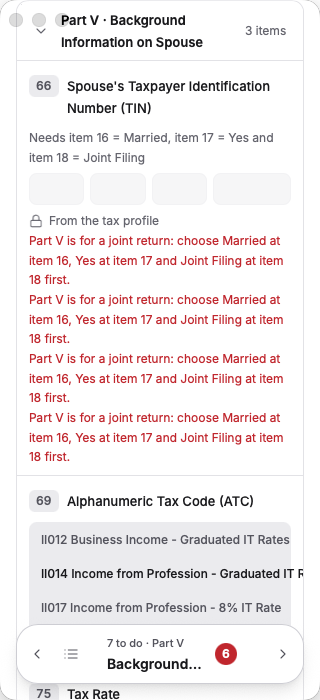 Part V · Background
Information on Spouse
3 items
66
Spouse's Taxpayer Identification
Number (TIN)
Needs item 16 = Married, item 17 = Yes and
item 18 = Joint Filing
From the tax profile
Part V is for a joint return: choose Married at
item 16, Yes at item 17 and Joint Filing at item
18 first.
Part V is for a joint return: choose Married at
item 16, Yes at item 17 and Joint Filing at item
18 first.
Part V is for a joint return: choose Married at
item 16, Yes at item 17 and Joint Filing at item
18 first.
Part V is for a joint return: choose Married at
item 16, Yes at item 17 and Joint Filing at item
18 first.
69
Alphanumeric Tax Code (ATC)
II012 Business Income - Graduated IT Rates
II014 Income from Profession - Graduated IT R
II017 Income from Profession - 8% IT Rate
7 to do · Part V
Background...
6
75
Tax Rate